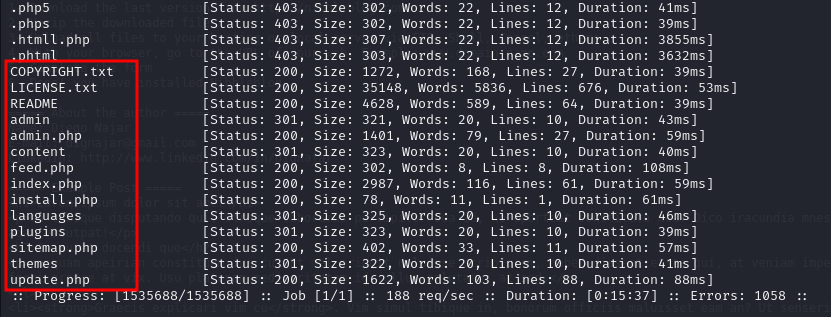 .php5 [Status: 403, Size: 302, Words: 22, Lines: 12, Duration: 41ms]
.phps [Status: 403, Size: 302, Words: 22, Lines: 12, Duration: 39ms]
.htmll.php [Status: 403, Size: 307, Words: 22, Lines: 12, Duration: 3855ms]
.phtml [Status: 403, Size: 303, Words: 22, Lines: 12, Duration: 3632ms]
COPYRIGHT.txt [Status: 200, Size: 1272, Words: 168, Lines: 27, Duration: 39ms]
LICENSE.txt [Status: 200, Size: 35148, Words: 5836, Lines: 676, Duration: 53ms]
README [Status: 200, Size: 4628, Words: 589, Lines: 64, Duration: 39ms]
admin [Status: 301, Size: 321, Words: 20, Lines: 10, Duration: 43ms]
admin.php [Status: 200, Size: 1401, Words: 79, Lines: 27, Duration: 59ms]
content [Status: 301, Size: 323, Words: 20, Lines: 10, Duration: 40ms]
feed.php [Status: 200, Size: 302, Words: 8, Lines: 8, Duration: 108ms]
index.php [Status: 200, Size: 2987, Words: 116, Lines: 61, Duration: 59ms]
install.php [Status: 200, Size: 78, Words: 11, Lines: 1, Duration: 61ms]
languages [Status: 301, Size: 325, Words: 20, Lines: 10, Duration: 46ms]
plugins [Status: 301, Size: 323, Words: 20, Lines: 10, Duration: 39ms]
sitemap.php [Status: 200, Size: 402, Words: 33, Lines: 11, Duration: 57ms]
themes [Status: 301, Size: 322, Words: 20, Lines: 10, Duration: 41ms]
update.php [Status: 200, Size: 1622, Words: 103, Lines: 88, Duration: 88ms]
:: Progress: [1535688/1535688] :: Job [1/1] :: 188 req/sec :: Duration: [0:15:37] :: Errors: 1058 ::